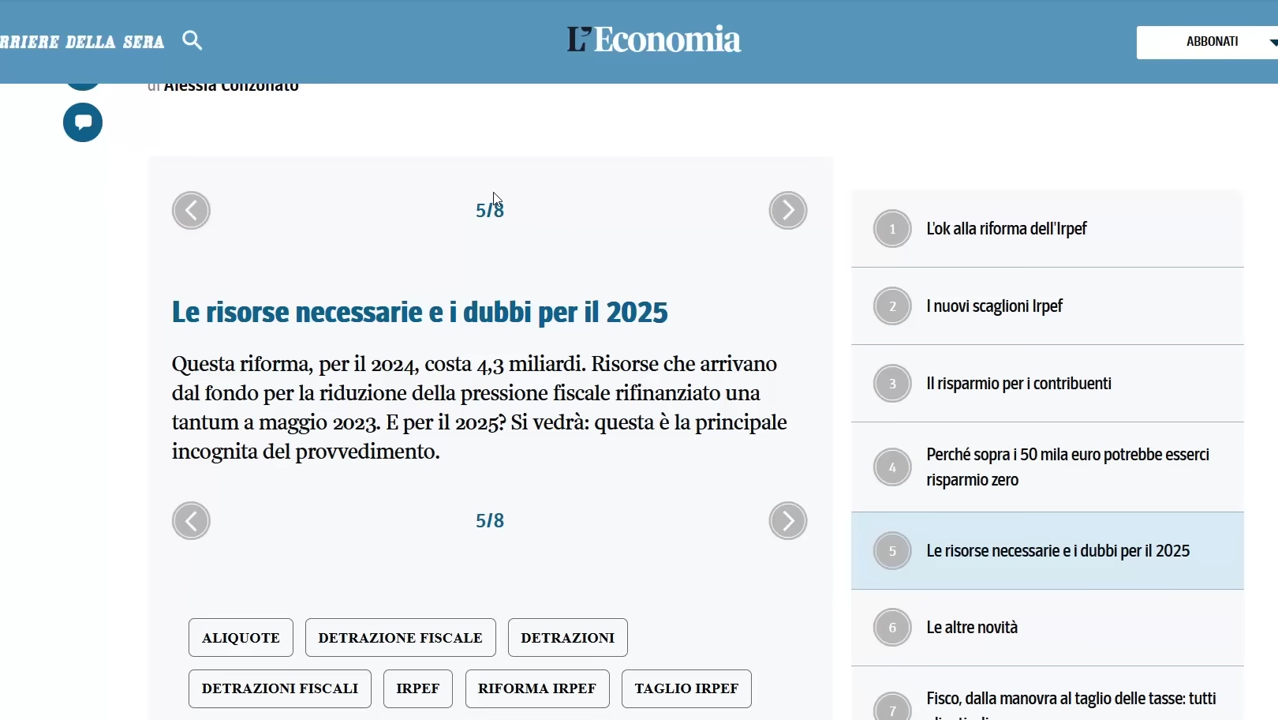 RRIERE DELLA SERA
L'Economia
ABBONATI
di Alessia Conzonato
5/8
Le risorse necessarie e i dubbi per il 2025
Questa riforma, per il 2024, costa 4,3 miliardi. Risorse che arrivano
dal fondo per la riduzione della pressione fiscale rifinanziato una
tantum a maggio 2023. E per il 2025? Si vedrà: questa è la principale
incognita del provvedimento.
5/8
ALIQUOTE
DETRAZIONE FISCALE
DETRAZIONI
DETRAZIONI FISCALI
IRPEF
RIFORMA IRPEF
TAGLIO IRPEF
1 L'ok alla riforma dell'Irpef
2 I nuovi scaglioni Irpef
3 Il risparmio per i contribuenti
4 Perché sopra i 50 mila euro potrebbe esserci
risparmio zero
5 Le risorse necessarie e i dubbi per il 2025
6 Le altre novità
7 Fisco, dalla manovra al taglio delle tasse: tutti